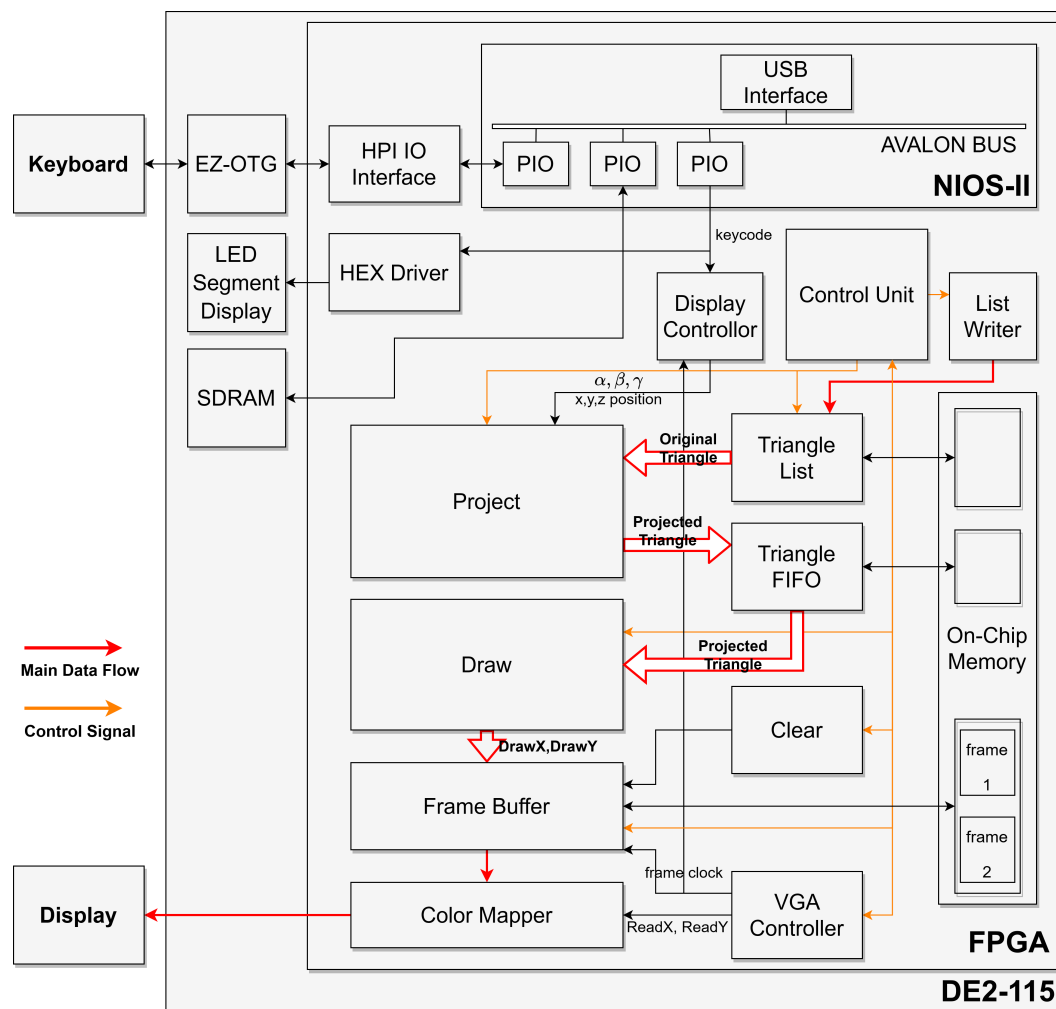 USB
Interface
AVALON BUS
NIOS-II
PIO
PIO
PIO
Keyboard
EZ-OTG
HPI IO
Interface
keycode
LED
Segment
Display
HEX Driver
Display
Controllor
Control Unit
List
Writer
SDRAM
α, β, γ
x,y,z position
Project
Original
Triangle
Triangle
List
Projected
Triangle
Triangle
FIFO
On-Chip
Memory
Main Data Flow
Control Signal
Draw
Projected
Triangle
Clear
DrawX,DrawY
Frame Buffer
frame
1
frame
2
frame clock
Display
Color Mapper
ReadX, ReadY
VGA
Controller
FPGA
DE2-115